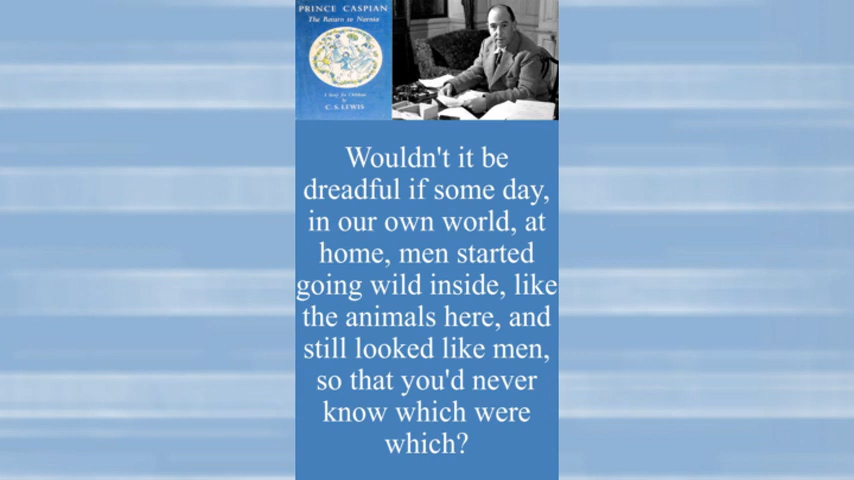 PRINCE CASPIAN
The Return to Narnia
A Story for Children
by
C. S. LEWIS
Wouldn't it be
dreadful if some day,
in our own world, at
home, men started
going wild inside, like
the animals here, and
still looked like men,
so that you'd never
know which were
which?